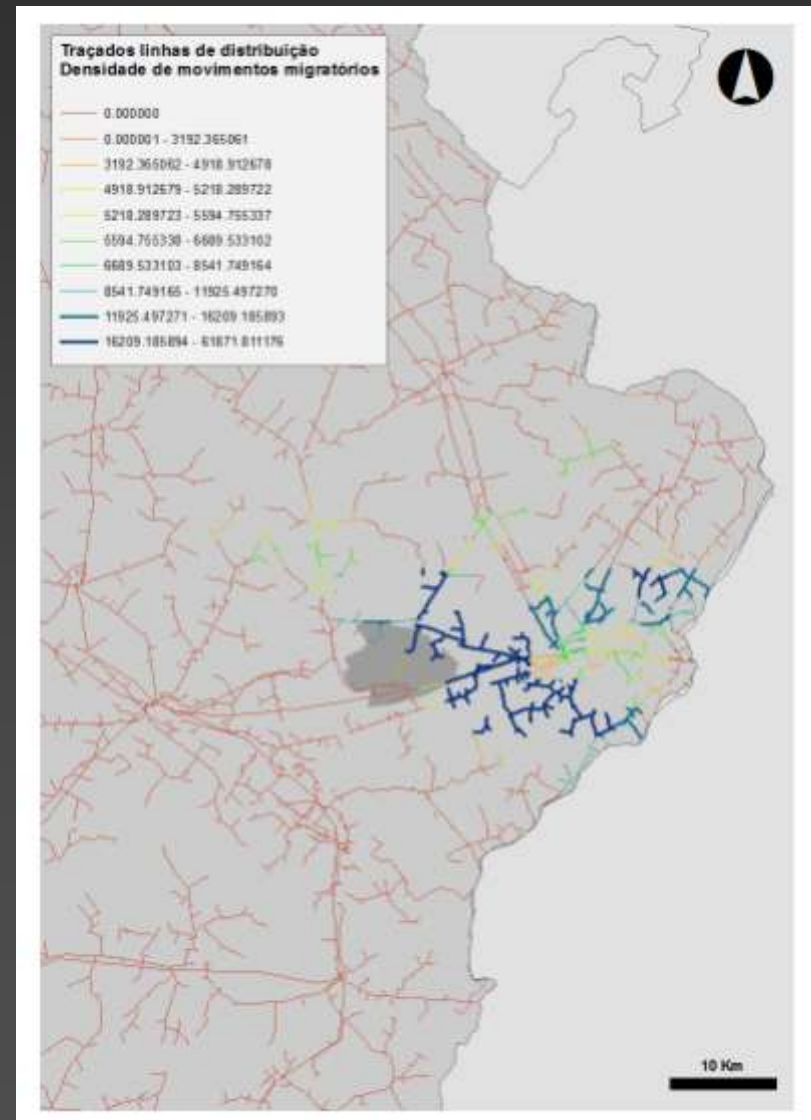 Traçados linhas de distribuição
Densidade de movimentos migratórios
0.000000
0.000001 - 3192.365061
3192.365062 - 4918.912678
4918.912679 - 5218.289722
5218.289723 - 5594.755337
5594.755338 - 6689.533102
6689.533103 - 8541.749164
8541.749165 - 11925.497270
11925.497271 - 16209.185893
16209.185894 - 61871.811176
10 Km